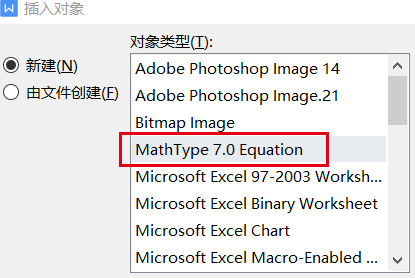 插入对象
对象类型(T):
新建(N)
由文件创建(F)
Adobe Photoshop Image 14
Adobe Photoshop Image.21
Bitmap Image
MathType 7.0 Equation
Microsoft Excel 97-2003 Worksh...
Microsoft Excel Binary Worksheet
Microsoft Excel Chart
Microsoft Excel Macro-Enabled ...